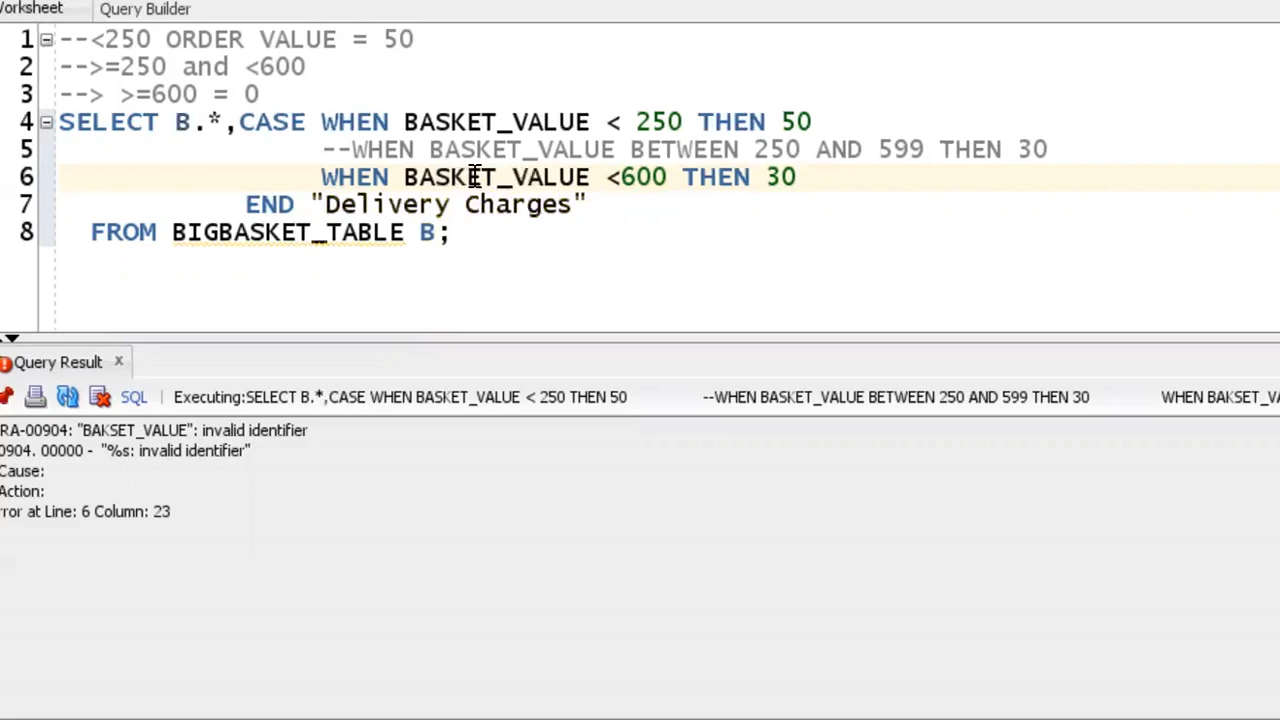 orksheet Query Builder
1 --<250 ORDER VALUE = 50
2 -->=250 and <600
3 --> >=600 = 0
4 SELECT B.*,CASE WHEN BASKET_VALUE < 250 THEN 50
5 --WHEN BASKET_VALUE BETWEEN 250 AND 599 THEN 30
6 WHEN BASKET_VALUE <600 THEN 30
7 END "Delivery Charges"
8 FROM BIGBASKET_TABLE B;
Query Result x
SQL | Executing:SELECT B.*,CASE WHEN BASKET_VALUE < 250 THEN 50 --WHEN BASKET_VALUE BETWEEN 250 AND 599 THEN 30 WHEN BAKSET_VA
RA-00904: "BAKSET_VALUE": invalid identifier
0904. 00000 - "%s: invalid identifier"
Cause:
Action:
rror at Line: 6 Column: 23